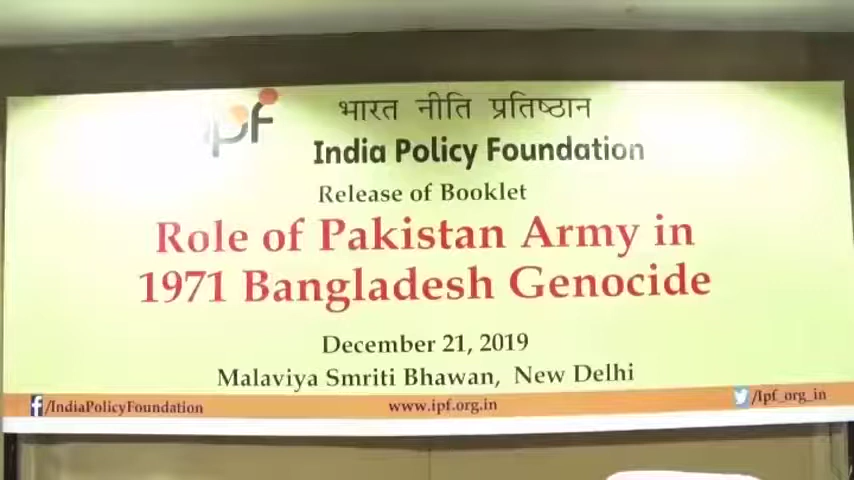 ipf
भारत नीति प्रतिष्ठान
India Policy Foundation
Release of Booklet
Role of Pakistan Army in
1971 Bangladesh Genocide
December 21, 2019
Malaviya Smriti Bhawan, New Delhi
f/IndiaPolicyFoundation www.ipf.org.in /Ipf_org_in